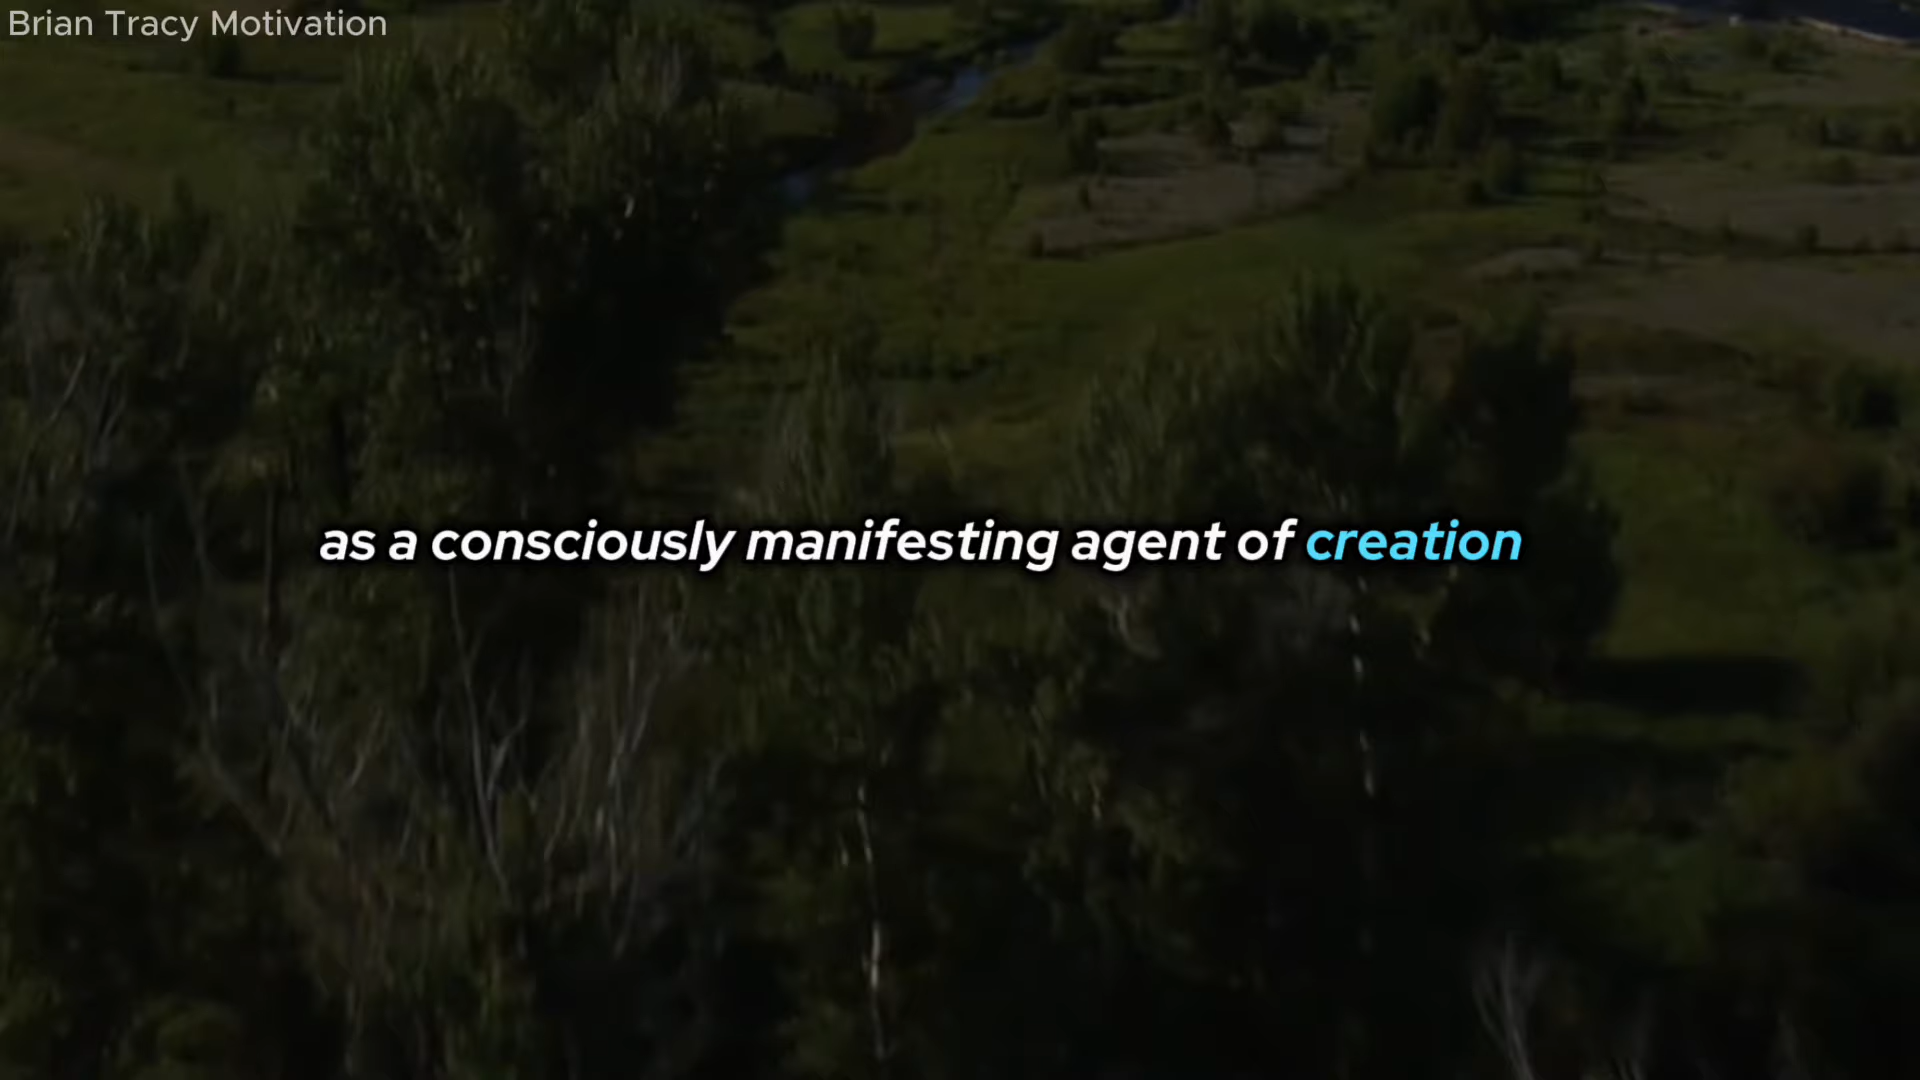 Brian Tracy Motivation
as a consciously manifesting agent of creation